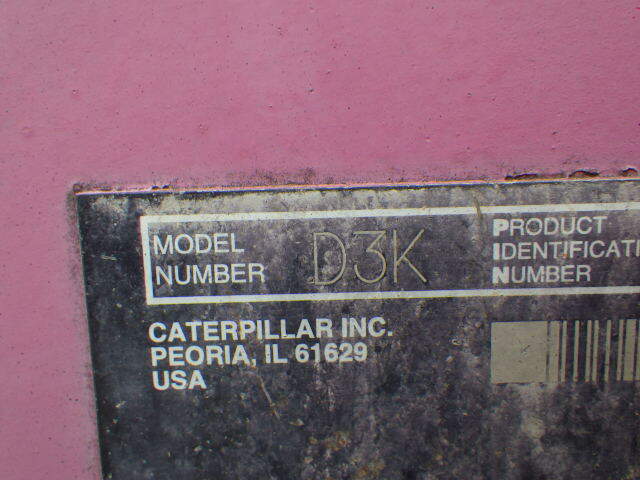 MODEL NUMBER D3K
PRODUCT IDENTIFICATI NUMBER
CATERPILLAR INC.
PEORIA, IL 61629
USA